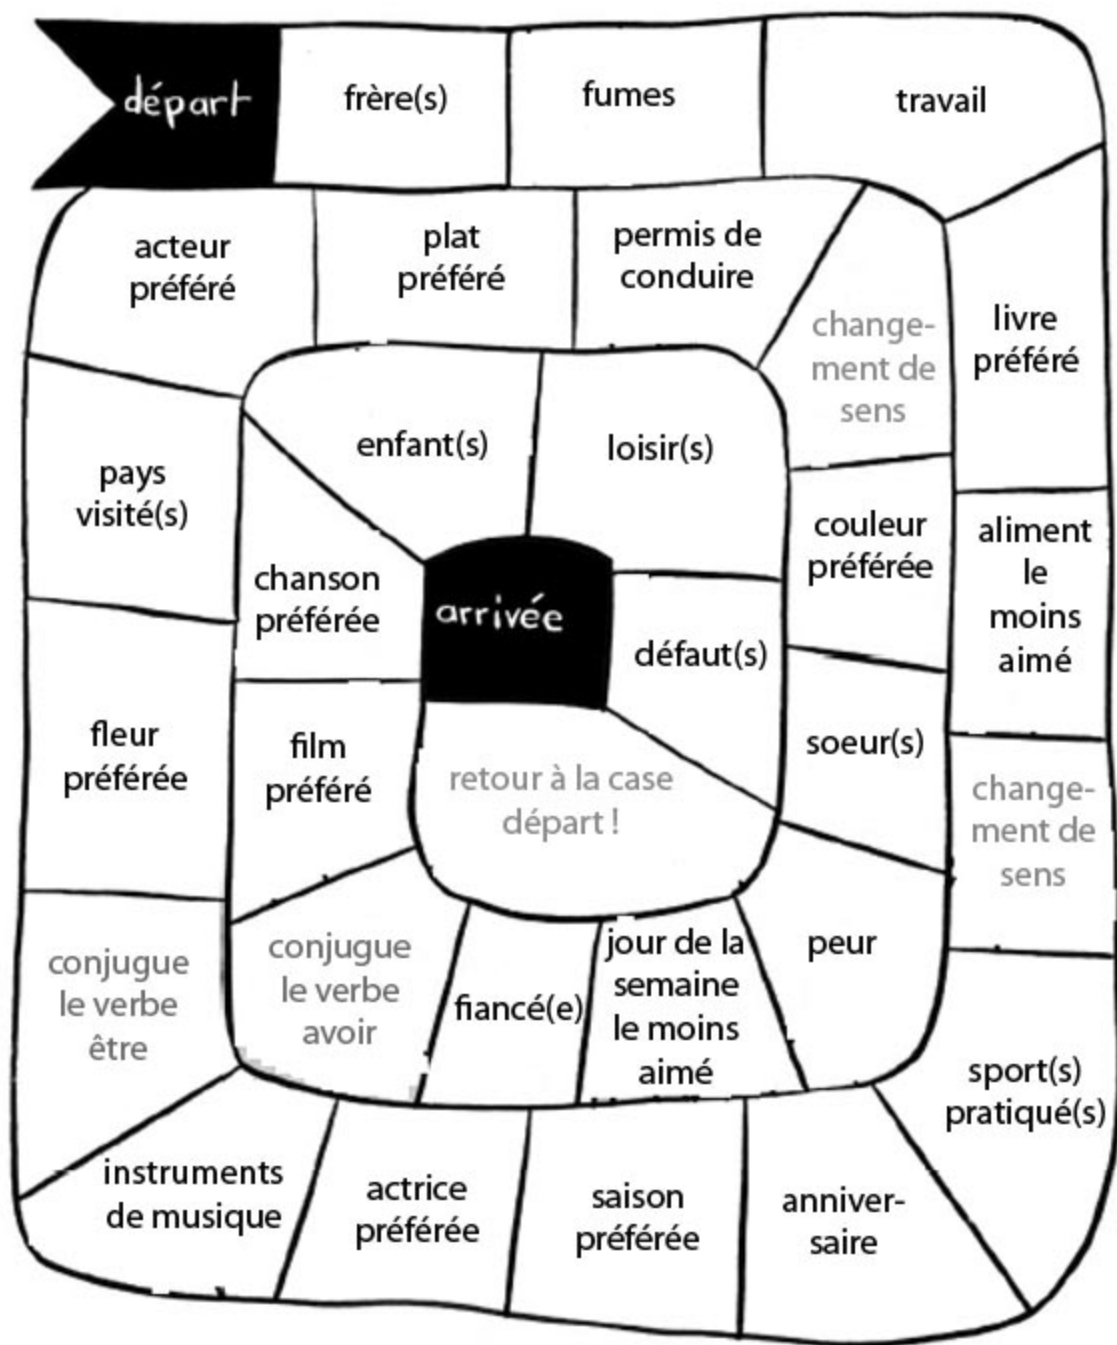 départ
frère(s)
fumes
travail
livre
préféré
aliment
le
moins
aimé
change-
ment de
sens
sport(s)
pratiqué(s)
anniver-
saire
saison
préférée
actrice
préférée
instruments
de musique
conjugue
le verbe
être
fleur
préférée
pays
visité(s)
acteur
préféré
plat
préféré
permis de
conduire
change-
ment de
sens
couleur
préférée
soeur(s)
peur
jour de la
semaine
le moins
aimé
fiancé(e)
conjugue
le verbe
avoir
film
préféré
chanson
préférée
enfant(s)
loisir(s)
défaut(s)
retour à la case
départ !
arrivée